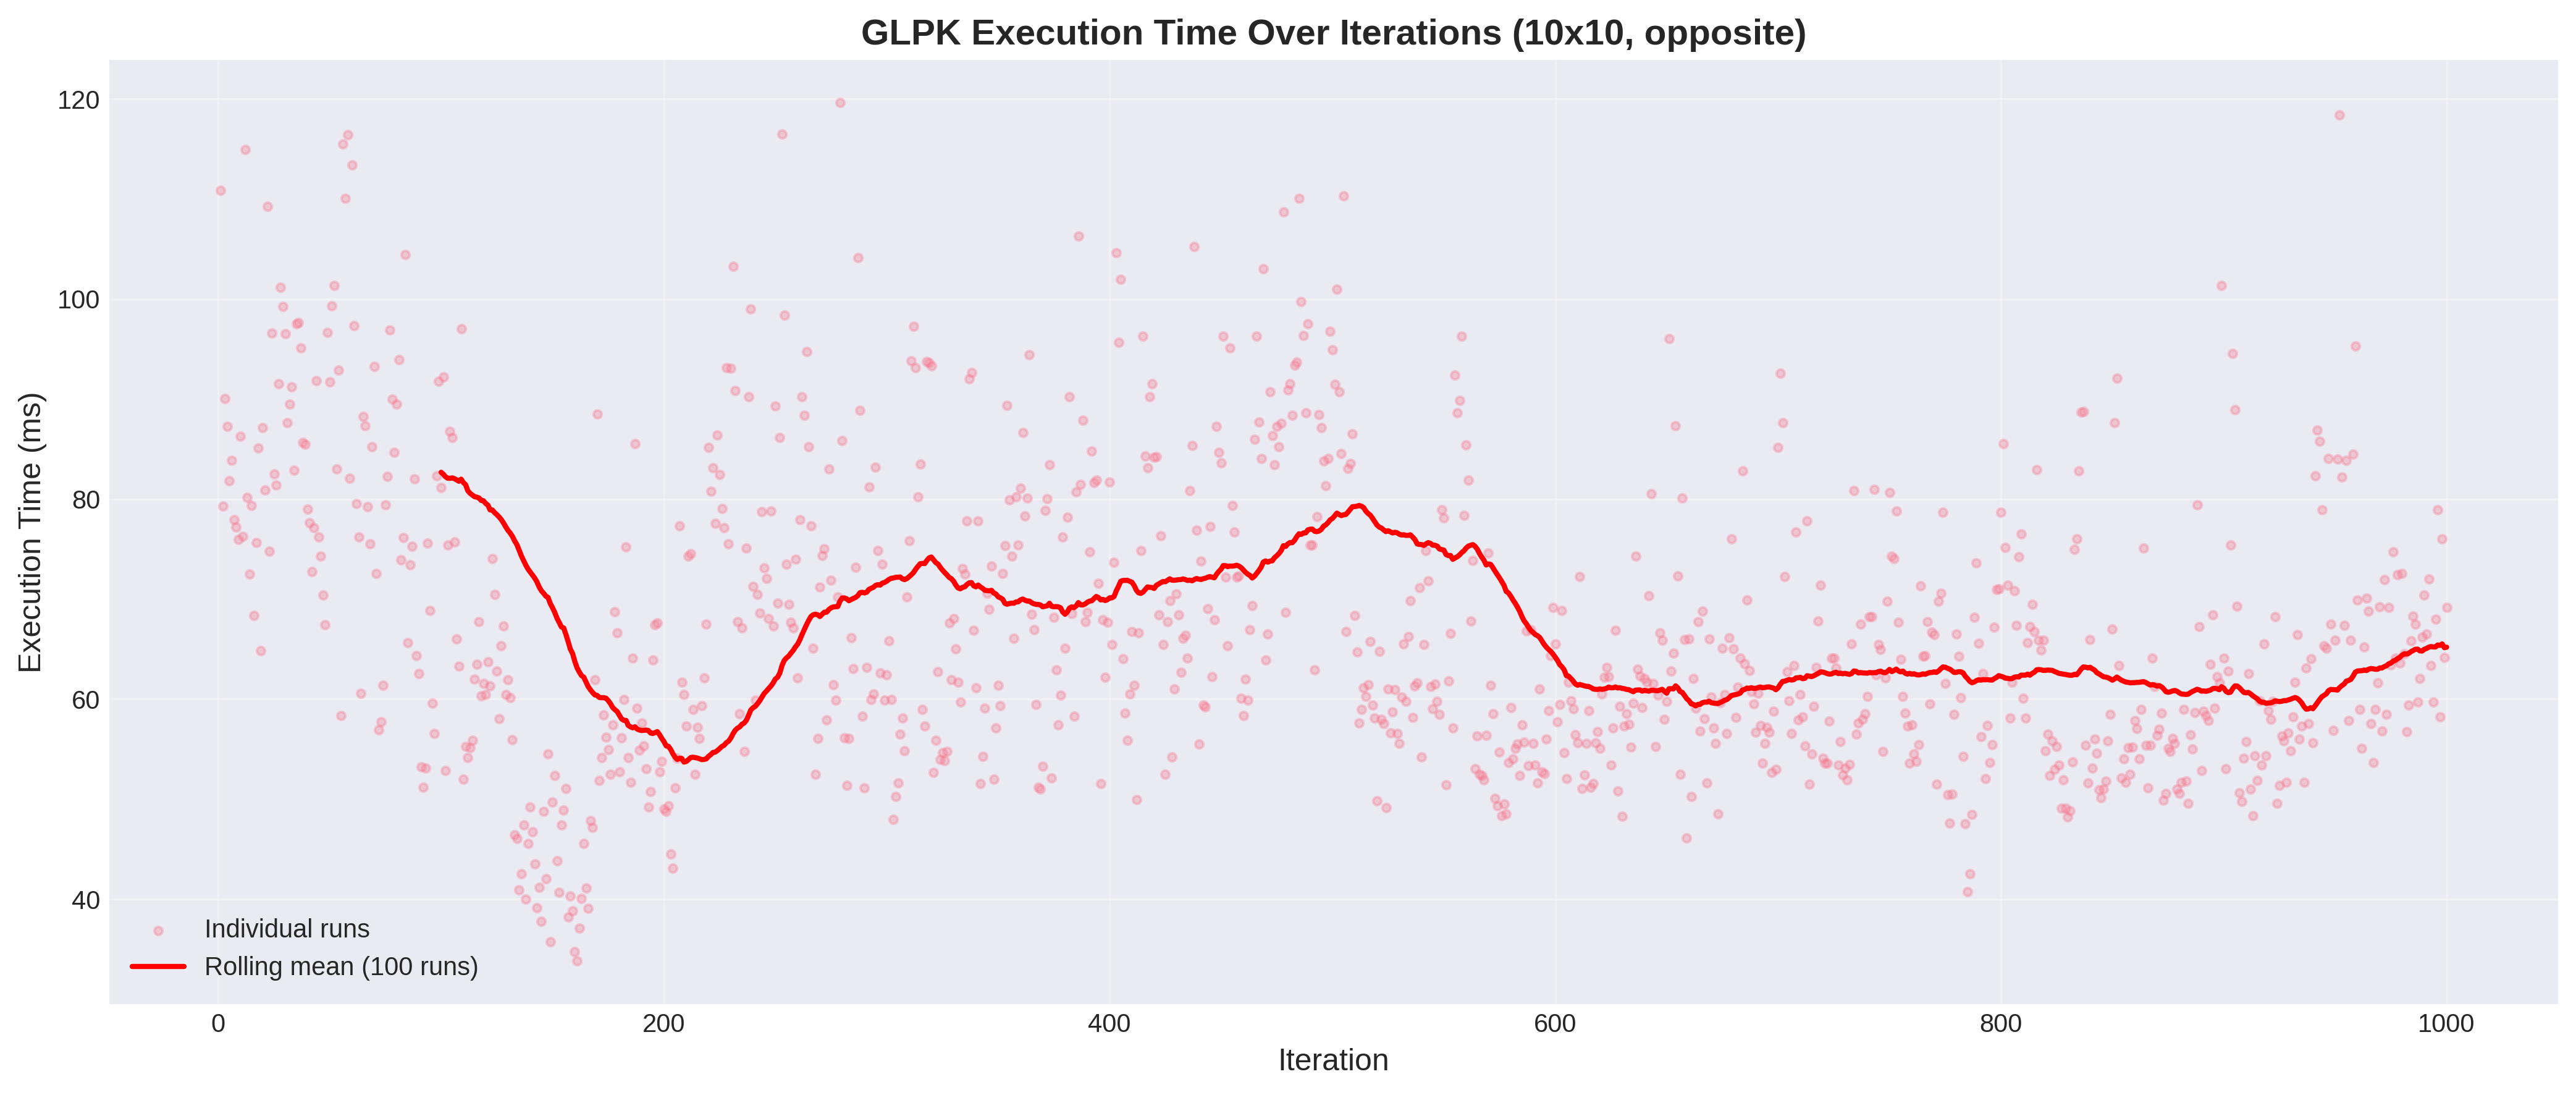 GLPK Execution Time Over Iterations (10x10, opposite)
Execution Time (ms)
120
100
80
60
40
Individual runs
Rolling mean (100 runs)
0
200
400
600
800
1000
Iteration